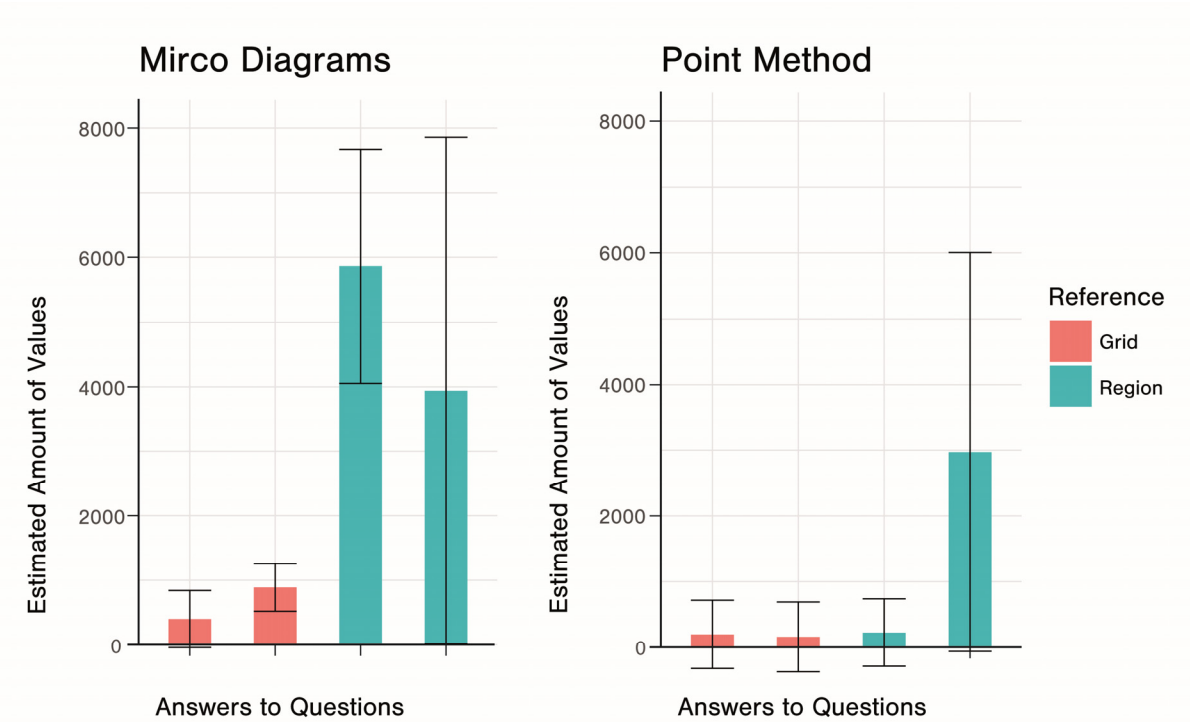 Mirco Diagrams
Estimated Amount of Values
8000
6000
4000
2000
0
Answers to Questions
Point Method
Estimated Amount of Values
8000
6000
4000
2000
0
Answers to Questions
Reference
Grid
Region